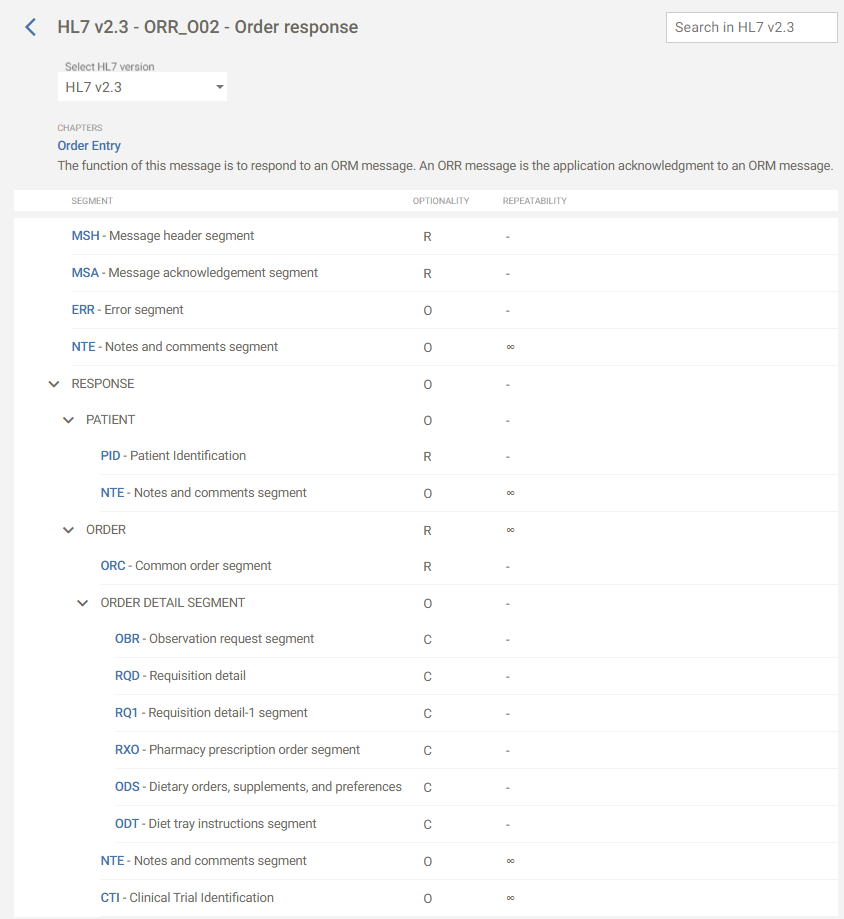 HL7 v2.3 - ORR_O02 - Order response
Search in HL7 v2.3
Select HL7 version
HL7 v2.3
CHAPTERS
Order Entry
The function of this message is to respond to an ORM message. An ORR message is the application acknowledgment to an ORM message.
SEGMENT OPTIONALITY REPEATABILITY
MSH - Message header segment R -
MSA - Message acknowledgement segment R -
ERR - Error segment O -
NTE - Notes and comments segment O ∞
RESPONSE O -
PATIENT O -
PID - Patient Identification R -
NTE - Notes and comments segment O ∞
ORDER R ∞
ORC - Common order segment R -
ORDER DETAIL SEGMENT O -
OBR - Observation request segment C -
RQD - Requisition detail C -
RQ1 - Requisition detail-1 segment C -
RXO - Pharmacy prescription order segment C -
ODS - Dietary orders, supplements, and preferences C -
ODT - Diet tray instructions segment C -
NTE - Notes and comments segment O ∞
CTI - Clinical Trial Identification O ∞